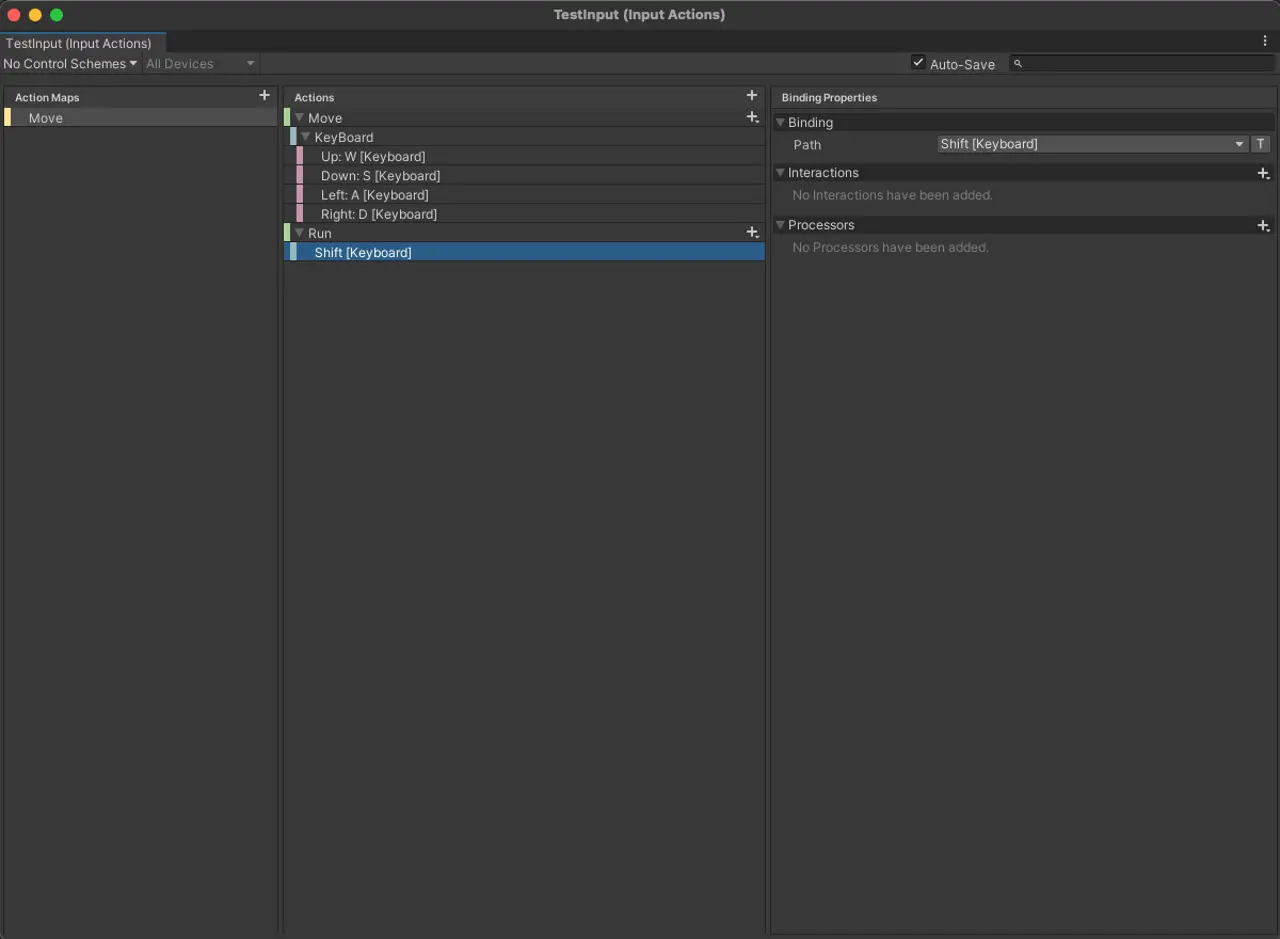 TestInput (Input Actions)
TestInput (Input Actions)
No Control Schemes
All Devices
Auto-Save
Action Maps
Move
Actions
Move
KeyBoard
Up: W [Keyboard]
Down: S [Keyboard]
Left: A [Keyboard]
Right: D [Keyboard]
Run
Shift [Keyboard]
Binding Properties
Binding
Path
Shift [Keyboard]
T
Interactions
No Interactions have been added.
Processors
No Processors have been added.